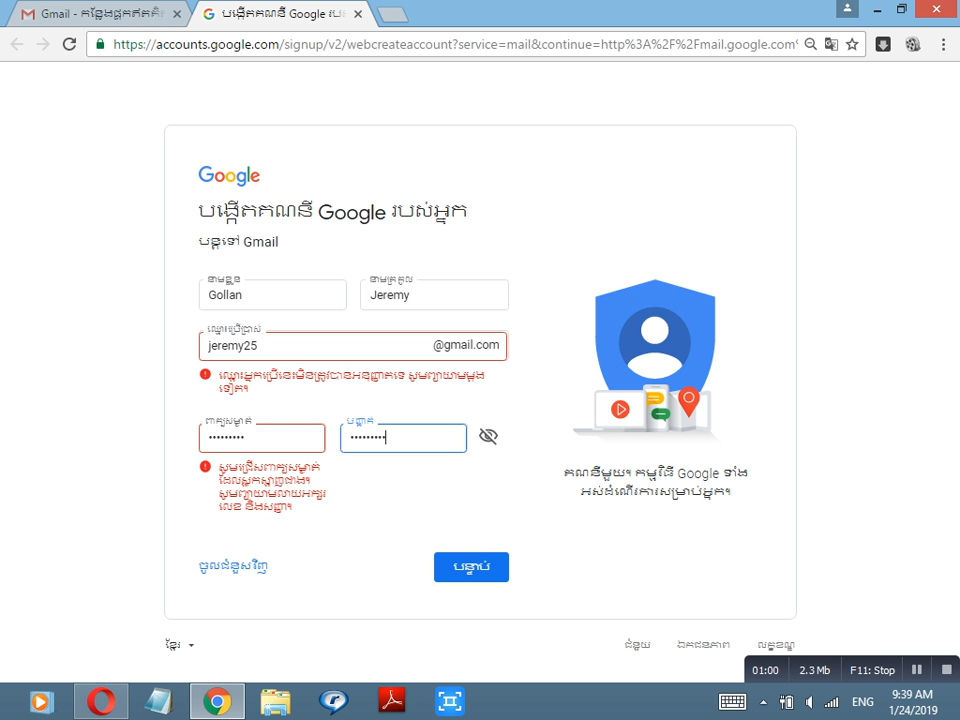 Gmail - កន្លែងផ្ទុកឥតគិត
បង្កើតគណនី Google របរ
https://accounts.google.com/signup/v2/webcreateaccount?service=mail&continue=http%3A%2F%2Fmail.google.com%
Google
បង្កើតគណនី Google របស់អ្នក
បន្តទៅ Gmail
នាមខ្លួន
នាមត្រកូល
Gollan
Jeremy
ឈ្មោះប្រើប្រាស់
jeremy25
@gmail.com
ឈ្មោះអ្នកប្រើនេះមិនត្រូវបានអនុញ្ញាតទេ សូមព្យាយាមម្ដង
ទៀត។
ពាក្យសម្ងាត់
បញ្ជាក់
•••••••••
•••••••••
សូមជ្រើសពាក្យសម្ងាត់
ដែលស្មុគស្មាញជាង។
សូមព្យាយាមលាយអក្សរ
លេខ និងសញ្ញា។
គណនីមួយ។ កម្មវិធី Google ទាំង
អស់ដំណើរការសម្រាប់អ្នក។
ចូលជំនួសវិញ
បន្ទាប់
ខ្មែរ
ជំនួយ
ឯកជនភាព
លក្ខខណ្ឌ
01:00
2.3 Mb
F11: Stop
ENG
9:39 AM
1/24/2019